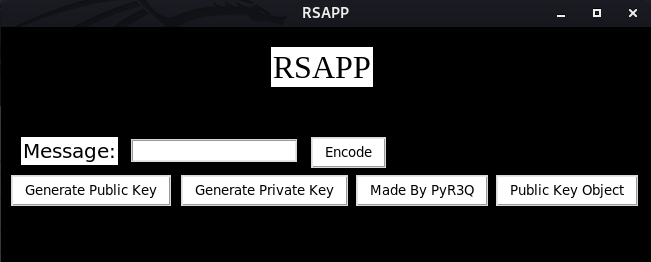 RSAPP
RSAPP
Message: Encode
Generate Public Key Generate Private Key Made By PyR3Q Public Key Object